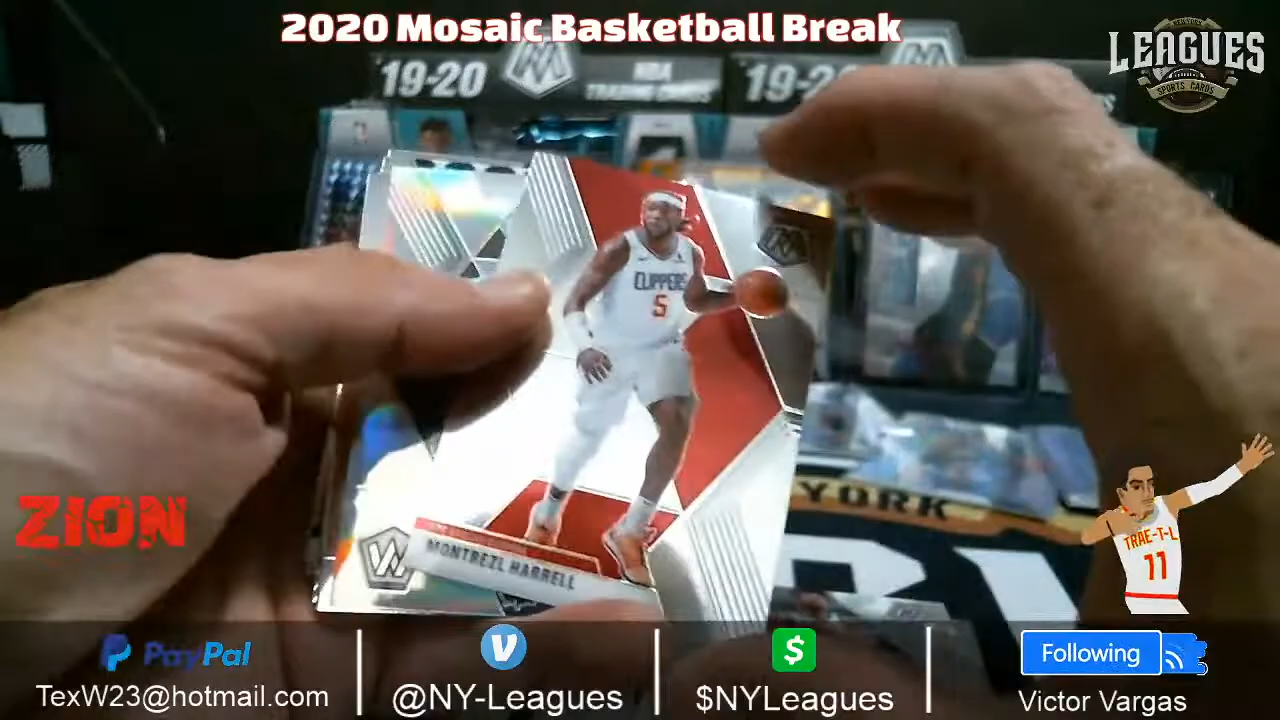 2020 Mosaic Basketball Break
LEAGUES
SPORTS CARDS
19-20
NBA
TRADING CARDS
19-20
CLIPPERS
5
MONTREZL HARRELL
YORK
ZION
TRAE-T-L
11
PayPal
TexW23@hotmail.com
@NY-Leagues
$NYLeagues
Following
Victor Vargas